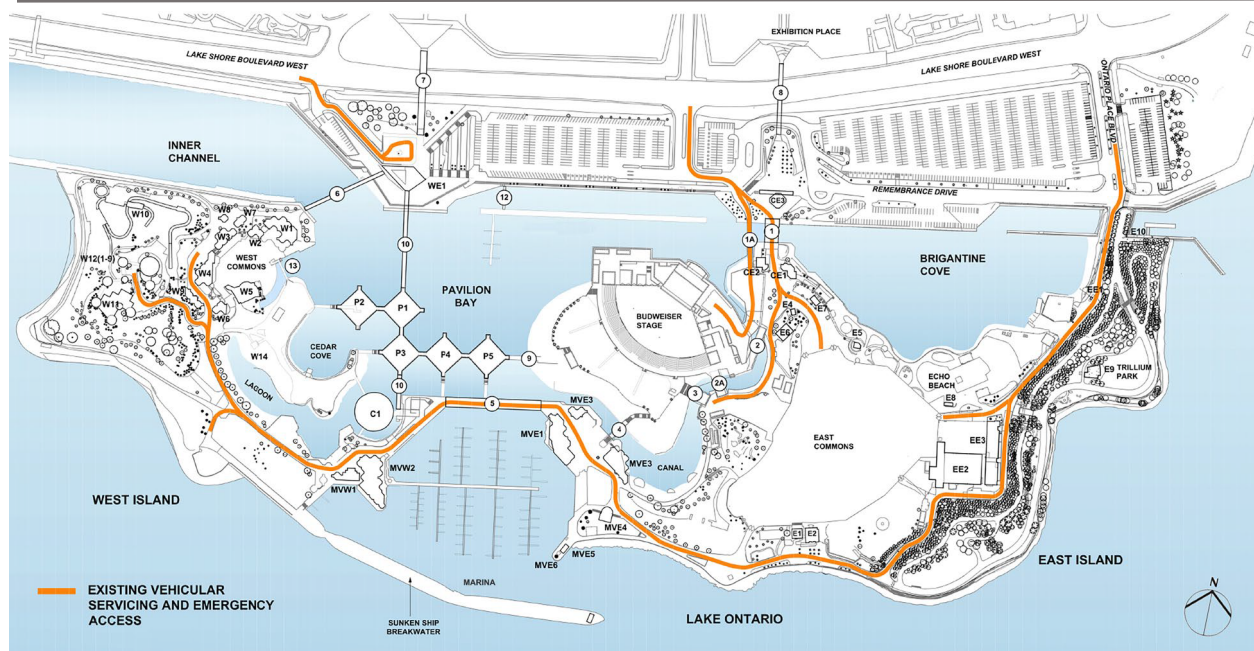 EXHIBITION PLACE
LAKE SHORE BOULEVARD WEST
LAKE SHORE BOULEVARD WEST
ONTARIO PLACE BLVD
7
8
INNER
CHANNEL
WE1
6
12
REMEMBRANCE DRIVE
CE3
W10
W8
W7
W3
W2
W1
10
1A
1
E10
WEST
COMMONS
W12(1-9)
W4
13
CE2
CE1
BRIGANTINE
COVE
W9
W5
PAVILION
BAY
EE1
W11
W6
P2
P1
BUDWEISER
STAGE
E4
E7
E6
E5
CEDAR
COVE
W14
P3
P4
P5
9
2
ECHO
BEACH
E9
TRILLIUM
PARK
LAGOON
10
2A
3
E8
C1
5
MVE3
4
MVE1
EAST
COMMONS
EE3
MVE3
CANAL
EE2
MVW2
MVW1
WEST ISLAND
MVE4
E1
E2
MVE5
MVE6
EAST ISLAND
MARINA
EXISTING VEHICULAR
SERVICING AND EMERGENCY
ACCESS
SUNKEN SHIP
BREAKWATER
LAKE ONTARIO
N